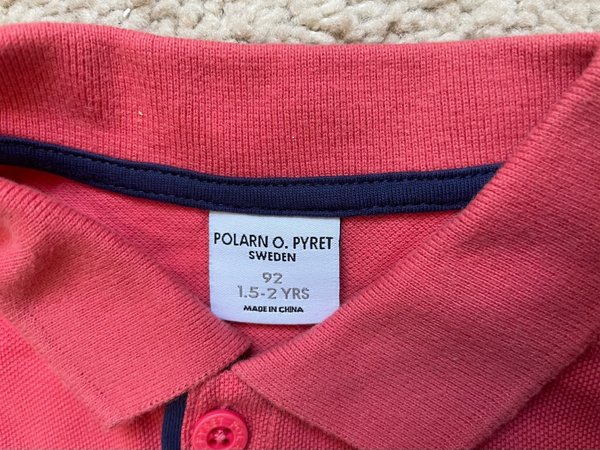 POLARN O. PYRET
SWEDEN
92
1.5-2 YRS
MADE IN CHINA